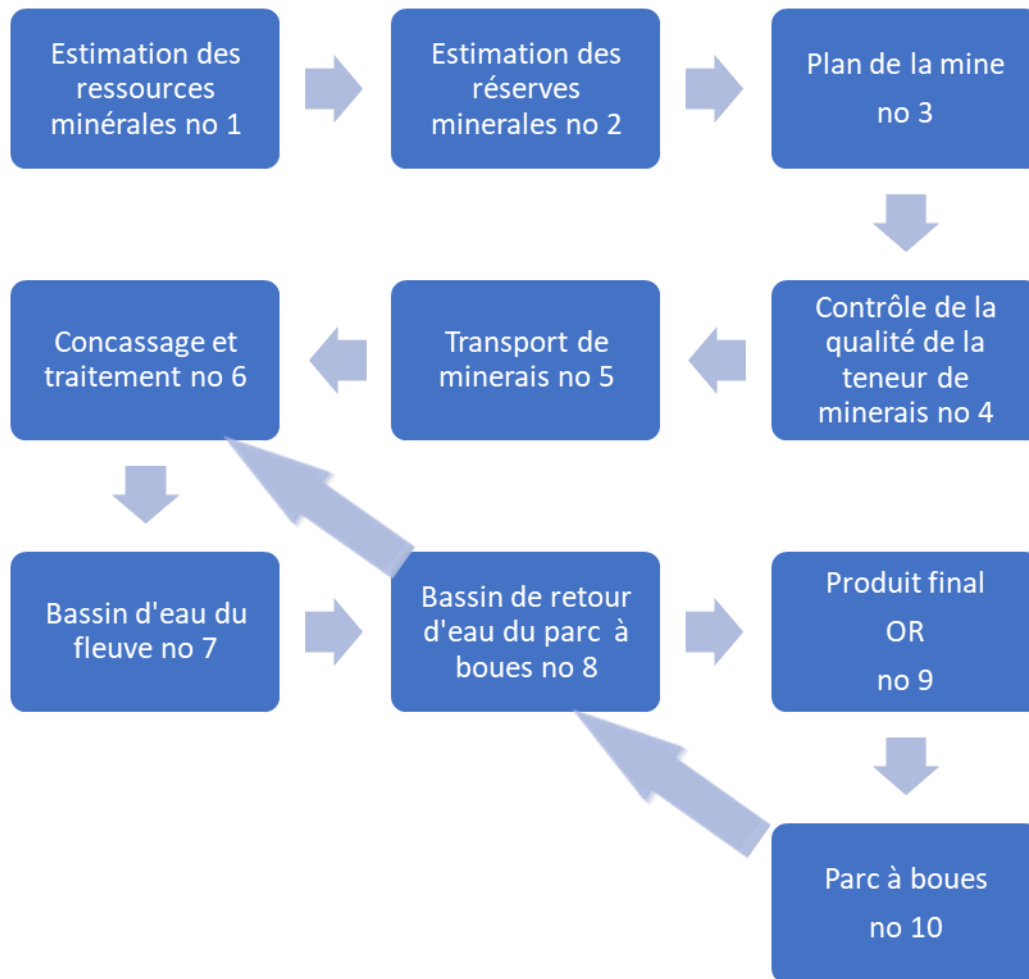 Estimation des
ressources
minérales no 1
Estimation des
réserves
minerales no 2
Plan de la mine
no 3
Contrôle de la
qualité de la
teneur de
minerais no 4
Transport de
minerais no 5
Concassage et
traitement no 6
Bassin d'eau du
fleuve no 7
Bassin de retour
d'eau du parc à
boues no 8
Produit final
OR
no 9
Parc à boues
no 10